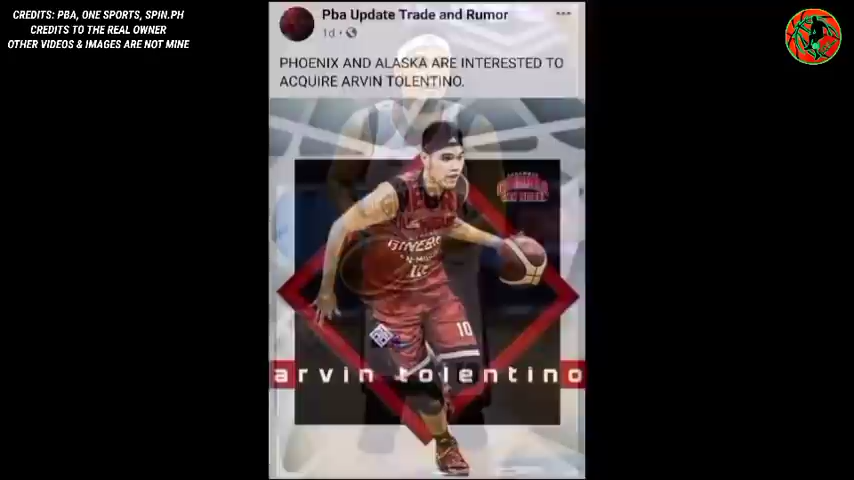 CREDITS: PBA, ONE SPORTS, SPIN.PH
CREDITS TO THE REAL OWNER
OTHER VIDEOS & IMAGES ARE NOT MINE
Pba Update Trade and Rumor
1d
PHOENIX AND ALASKA ARE INTERESTED TO
ACQUIRE ARVIN TOLENTINO.
GINEBRA
10
arvin tolentino